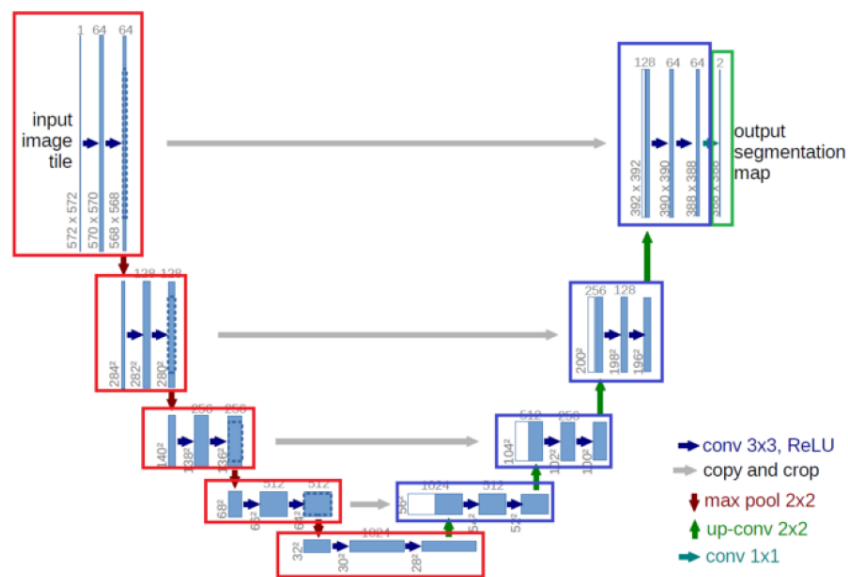 1 64 64
input
image
tile
572 x 572
570 x 570
568 x 568
128 64 64 2
output
segmentation
map
392 x 392
390 x 390
388 x 388
388 x 388
128 128
284²
282²
280²
256 128
200²
198²
196²
256 256
140²
138²
136²
512 256
104²
102²
100²
512 512
68²
66²
64²
1024 512
56²
54²
52²
1024
32²
30²
28²
conv 3x3, ReLU
copy and crop
max pool 2x2
up-conv 2x2
conv 1x1